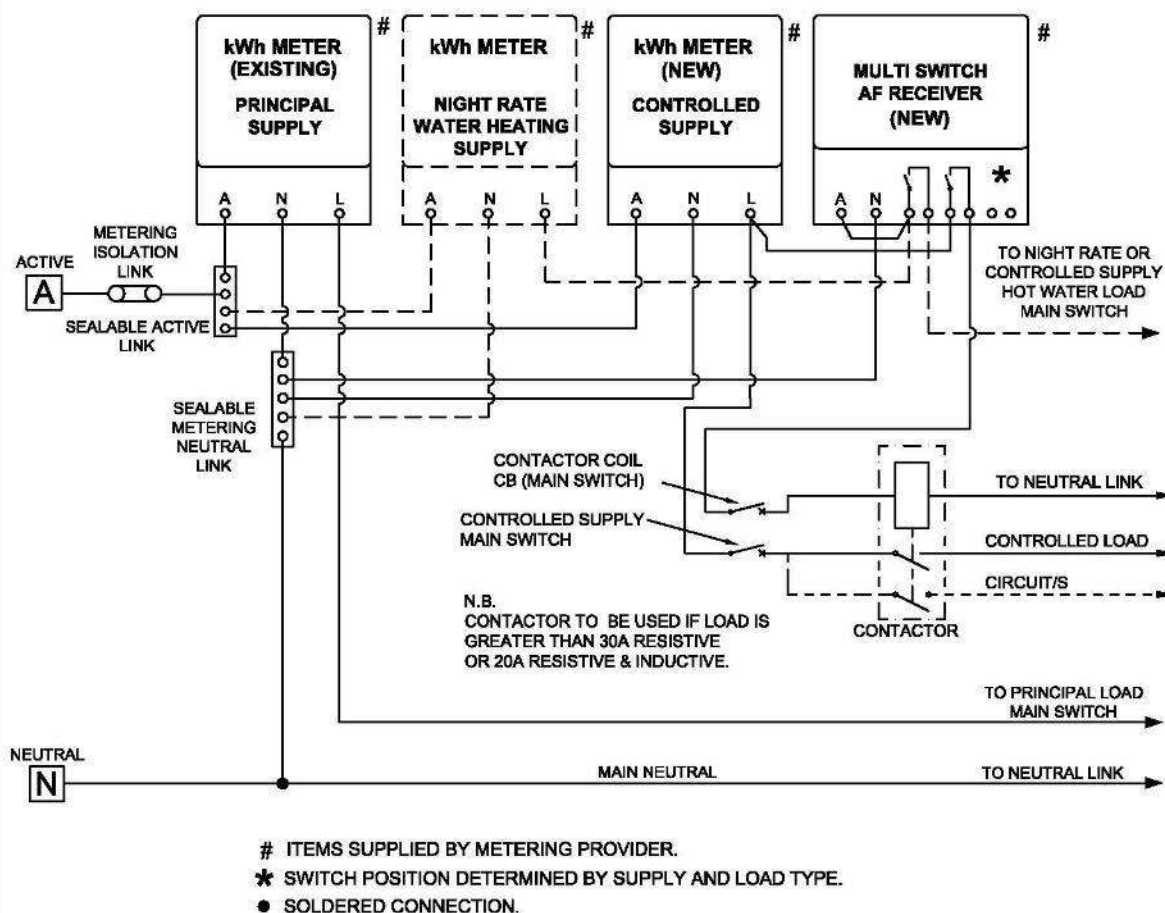 kWh METER
(EXISTING)
PRINCIPAL
SUPPLY
#
kWh METER
NIGHT RATE
WATER HEATING
SUPPLY
#
kWh METER
(NEW)
CONTROLLED
SUPPLY
#
MULTI SWITCH
AF RECEIVER
(NEW)
#
A N L
A N L
A N L
A N *
METERING
ISOLATION
LINK
ACTIVE
A
SEALABLE ACTIVE
LINK
TO NIGHT RATE OR
CONTROLLED SUPPLY
HOT WATER LOAD
MAIN SWITCH
SEALABLE
METERING
NEUTRAL
LINK
CONTACTOR COIL
CB (MAIN SWITCH)
CONTROLLED SUPPLY
MAIN SWITCH
TO NEUTRAL LINK
CONTROLLED LOAD
CIRCUIT/S
CONTACTOR
N.B.
CONTACTOR TO BE USED IF LOAD IS
GREATER THAN 30A RESISTIVE
OR 20A RESISTIVE & INDUCTIVE.
TO PRINCIPAL LOAD
MAIN SWITCH
NEUTRAL
N
MAIN NEUTRAL
TO NEUTRAL LINK
# ITEMS SUPPLIED BY METERING PROVIDER.
* SWITCH POSITION DETERMINED BY SUPPLY AND LOAD TYPE.
● SOLDERED CONNECTION.